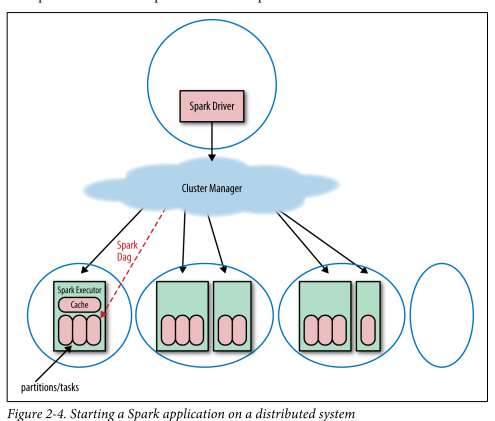 Spark Driver
Cluster Manager
Spark
Dag
Spark Executor
Cache
partitions/tasks
Figure 2-4. Starting a Spark application on a distributed system